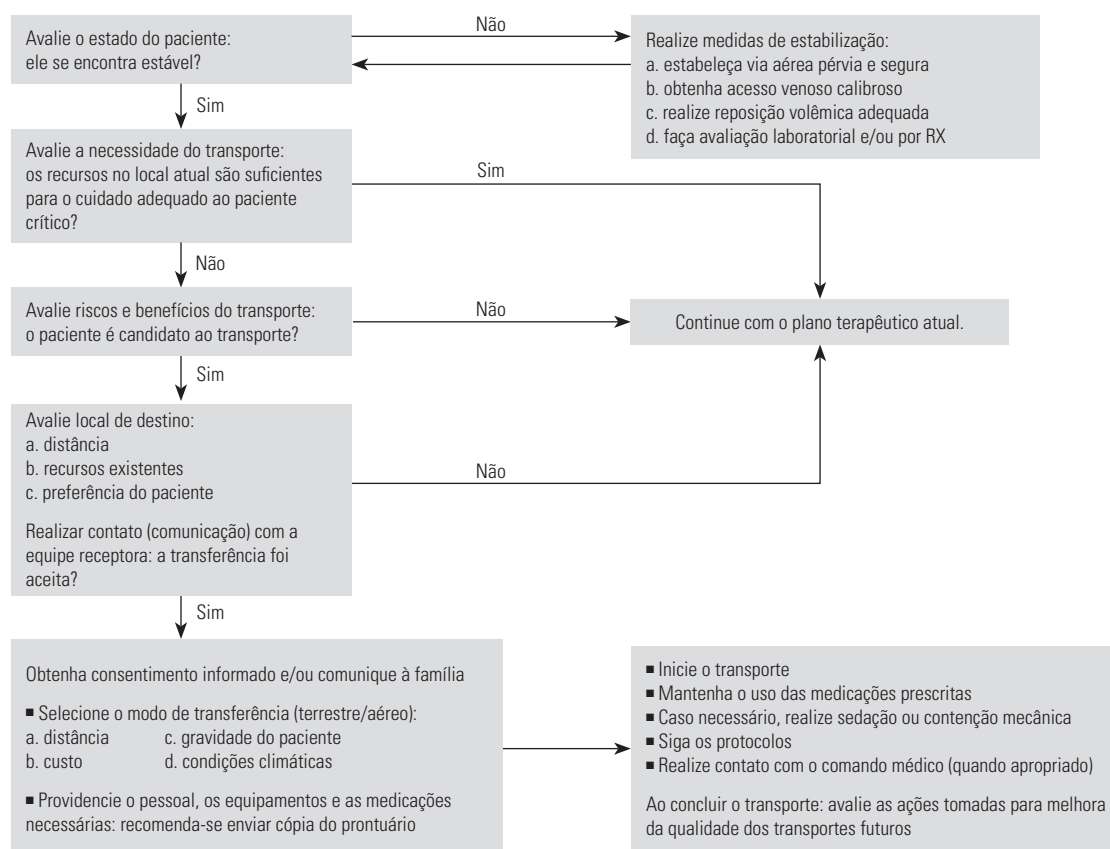 Avalie o estado do paciente:
ele se encontra estável?
Não
Realize medidas de estabilização:
a. estabeleça via aérea pérvia e segura
b. obtenha acesso venoso calibroso
c. realize reposição volêmica adequada
d. faça avaliação laboratorial e/ou por RX
Sim
Avalie a necessidade do transporte:
os recursos no local atual são suficientes
para o cuidado adequado ao paciente
crítico?
Sim
Não
Avalie riscos e benefícios do transporte:
o paciente é candidato ao transporte?
Não
Continue com o plano terapêutico atual.
Sim
Avalie local de destino:
a. distância
b. recursos existentes
c. preferência do paciente
Realizar contato (comunicação) com a
equipe receptora: a transferência foi
aceita?
Não
Sim
Obtenha consentimento informado e/ou comunique à família
■ Selecione o modo de transferência (terrestre/aéreo):
a. distância c. gravidade do paciente
b. custo d. condições climáticas
■ Providencie o pessoal, os equipamentos e as medicações
necessárias: recomenda-se enviar cópia do prontuário
■ Inicie o transporte
■ Mantenha o uso das medicações prescritas
■ Caso necessário, realize sedação ou contenção mecânica
■ Siga os protocolos
■ Realize contato com o comando médico (quando apropriado)
Ao concluir o transporte: avalie as ações tomadas para melhora
da qualidade dos transportes futuros